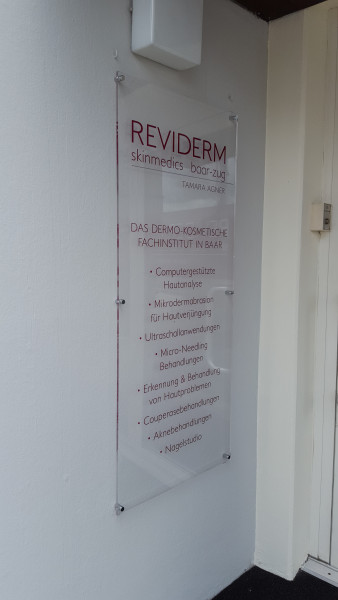 REVIDERM
skinmedics baar-zug
TAMARA AGNER
DAS DERMO-KOSMETISCHE
FACHINSTITUT IN BAAR
• Computergestützte
Hautanalyse
• Mikrodermabrasion
für Hautverjüngung
• Ultraschallanwendungen
• Micro-Needling
Behandlungen
• Erkennung & Behandlung
von Hautproblemen
• Couperosebehandlungen
• Aknebehandlungen
• Nagelstudio